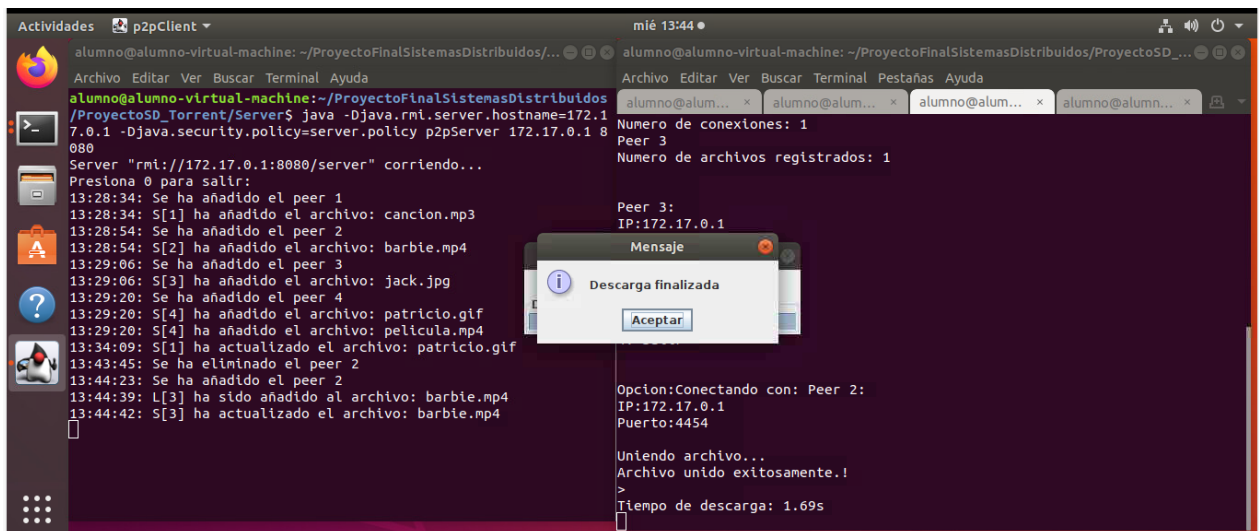 Actividades p2pClient ▾ mié 13:44 ●
alumno@alumno-virtual-machine: ~/ProyectoFinalSistemasDistribuidos/...
Archivo Editar Ver Buscar Terminal Ayuda
alumno@alumno-virtual-machine:~/ProyectoFinalSistemasDistribuidos
/ProyectoSD_Torrent/Server$ java -Djava.rmi.server.hostname=172.1
7.0.1 -Djava.security.policy=server.policy p2pServer 172.17.0.1 8
080
Server "rmi://172.17.0.1:8080/server" corriendo...
Presiona 0 para salir:
13:28:34: Se ha añadido el peer 1
13:28:34: S[1] ha añadido el archivo: cancion.mp3
13:28:54: Se ha añadido el peer 2
13:28:54: S[2] ha añadido el archivo: barbie.mp4
13:29:06: Se ha añadido el peer 3
13:29:06: S[3] ha añadido el archivo: jack.jpg
13:29:20: Se ha añadido el peer 4
13:29:20: S[4] ha añadido el archivo: patricio.gif
13:29:20: S[4] ha añadido el archivo: pelicula.mp4
13:34:09: S[1] ha actualizado el archivo: patricio.gif
13:43:45: Se ha eliminado el peer 2
13:44:23: Se ha añadido el peer 2
13:44:39: L[3] ha sido añadido al archivo: barbie.mp4
13:44:42: S[3] ha actualizado el archivo: barbie.mp4
alumno@alumno-virtual-machine: ~/ProyectoFinalSistemasDistribuidos/ProyectoSD_...
Archivo Editar Ver Buscar Terminal Pestañas Ayuda
alumno@alum... × alumno@alum... × alumno@alum... × alumno@alumn... ×
Numero de conexiones: 1
Peer 3
Numero de archivos registrados: 1
Peer 3:
IP:172.17.0.1
Mensaje
Descarga finalizada
Aceptar
Opcion:Conectando con: Peer 2:
IP:172.17.0.1
Puerto:4454
Uniendo archivo...
Archivo unido exitosamente.!
>
Tiempo de descarga: 1.69s